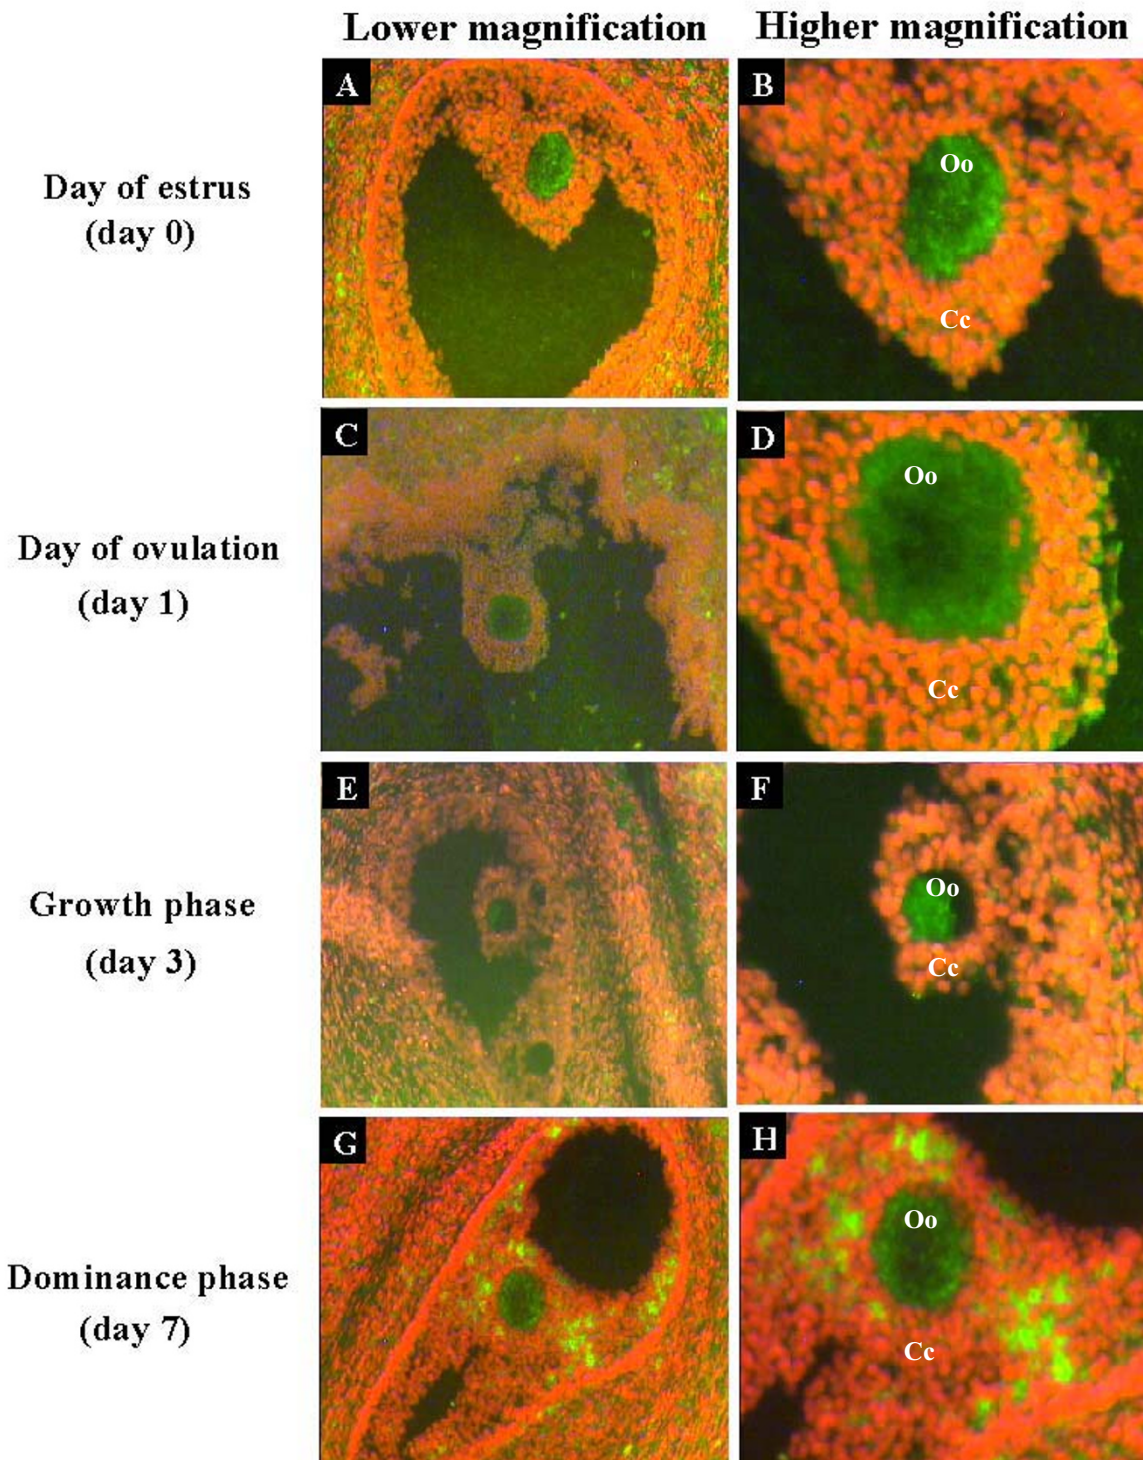 Lower magnification Higher magnification
A B
Day of estrus
(day 0)
Oo
Cc
C D
Day of ovulation
(day 1)
Oo
Cc
E F
Growth phase
(day 3)
Oo
Cc
G H
Dominance phase
(day 7)
Oo
Cc